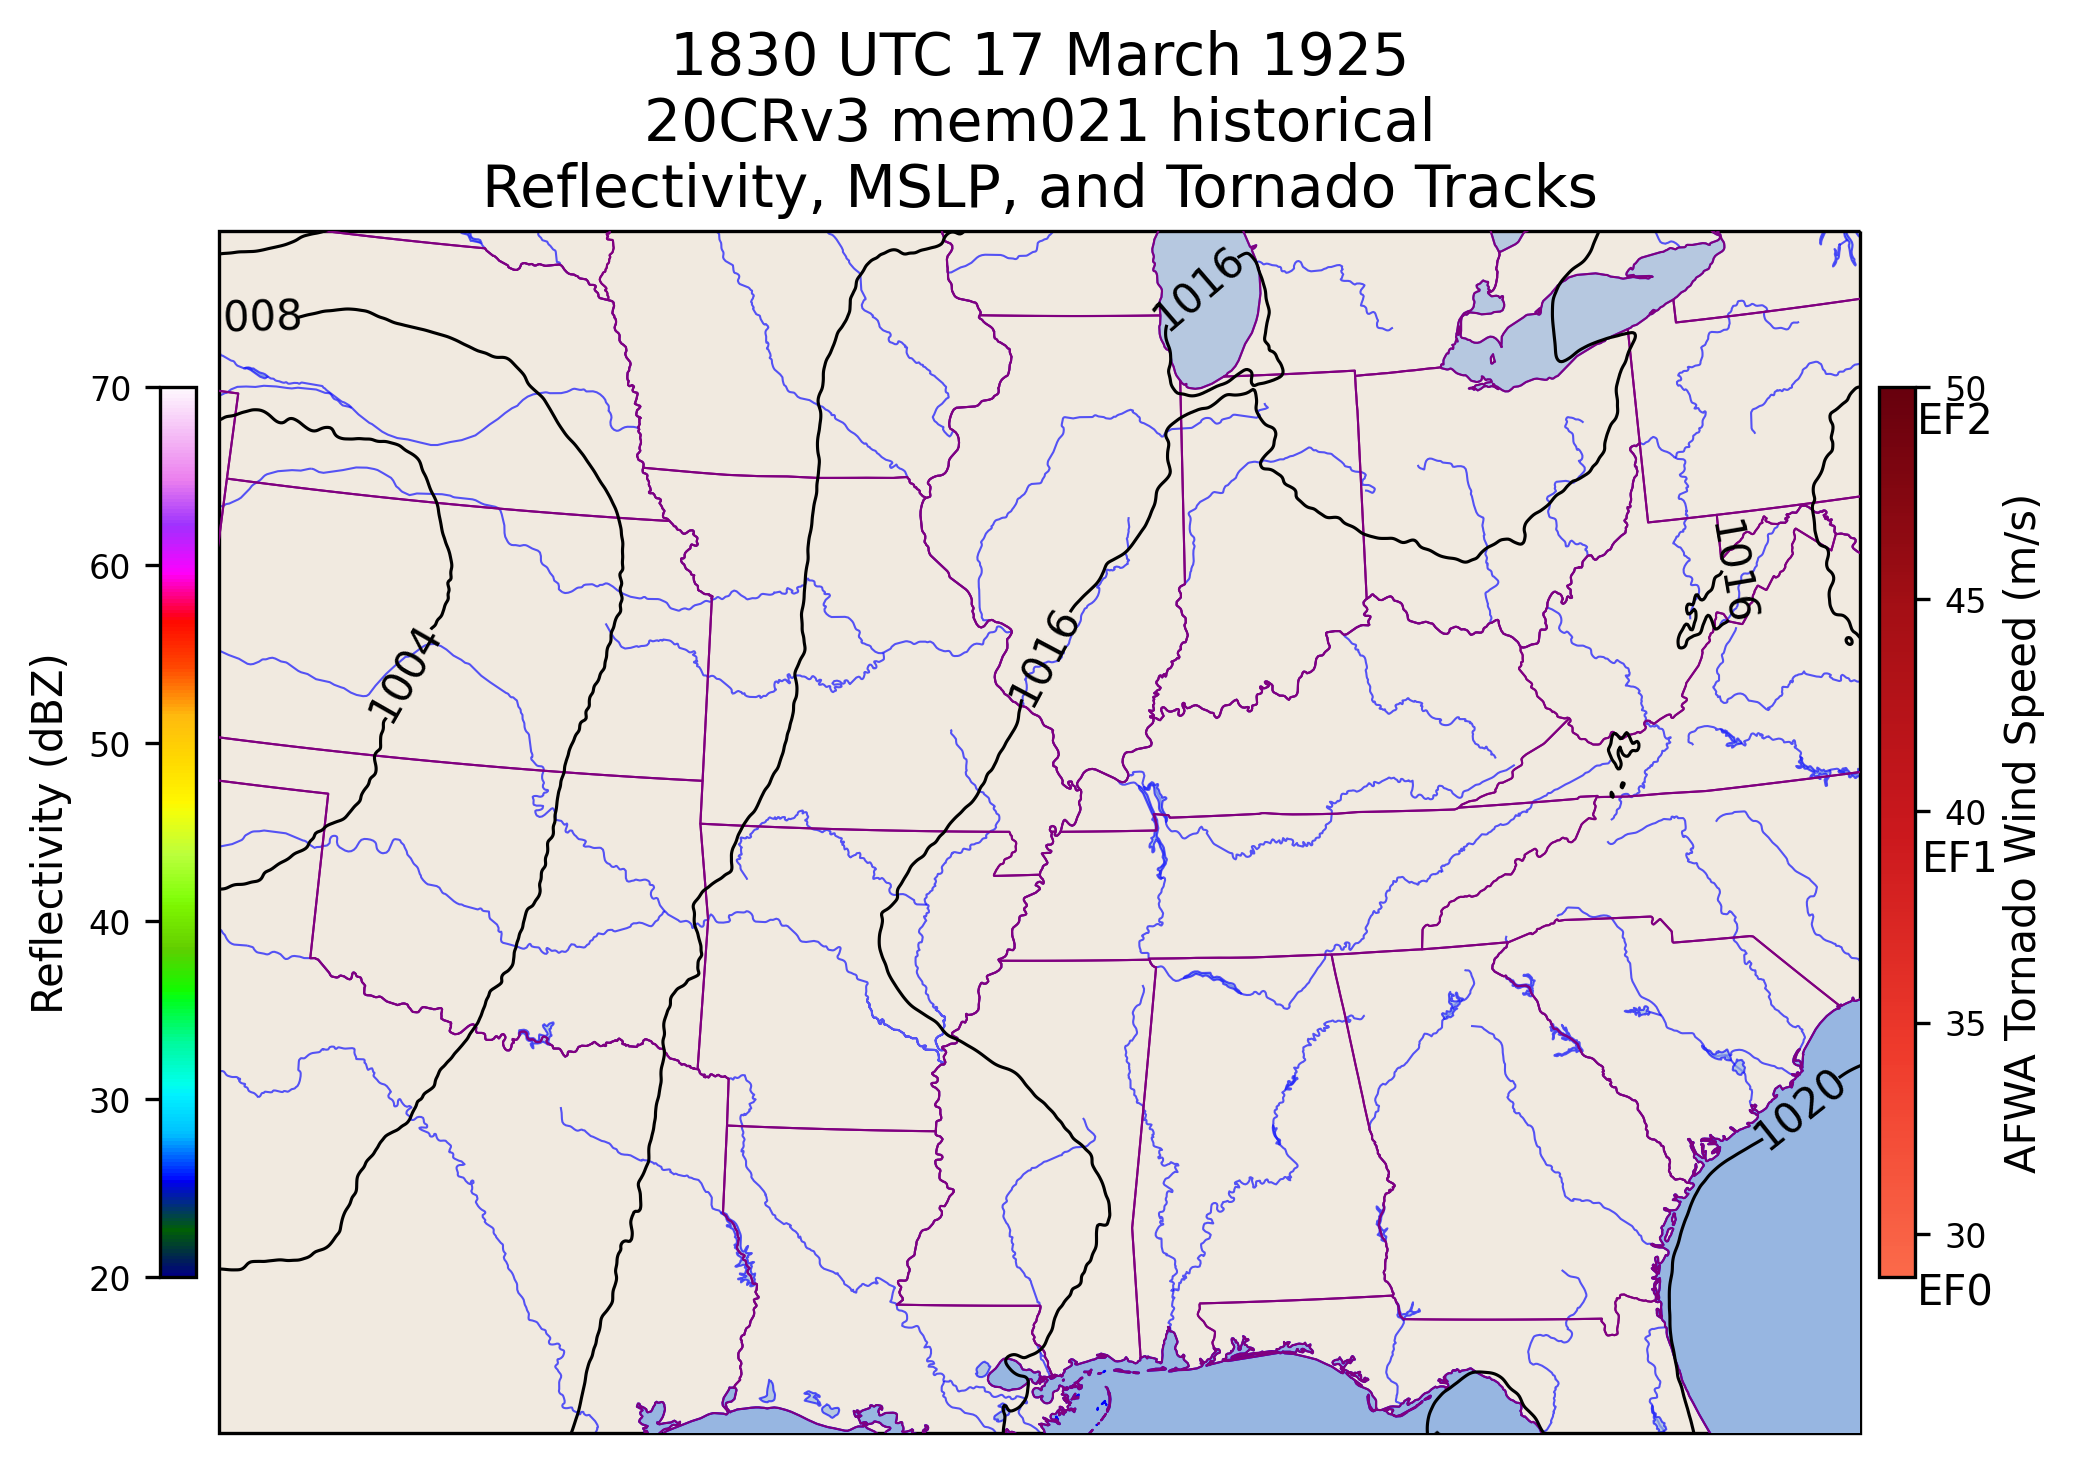 1830 UTC 17 March 1925
20CRv3 mem021 historical
Reflectivity, MSLP, and Tornado Tracks
Reflectivity (dBZ)
70
60
50
40
30
20
008
1004
1016
1016
1016
1020
50
EF2
45
40
EF1
35
30
EF0
AFWA Tornado Wind Speed (m/s)